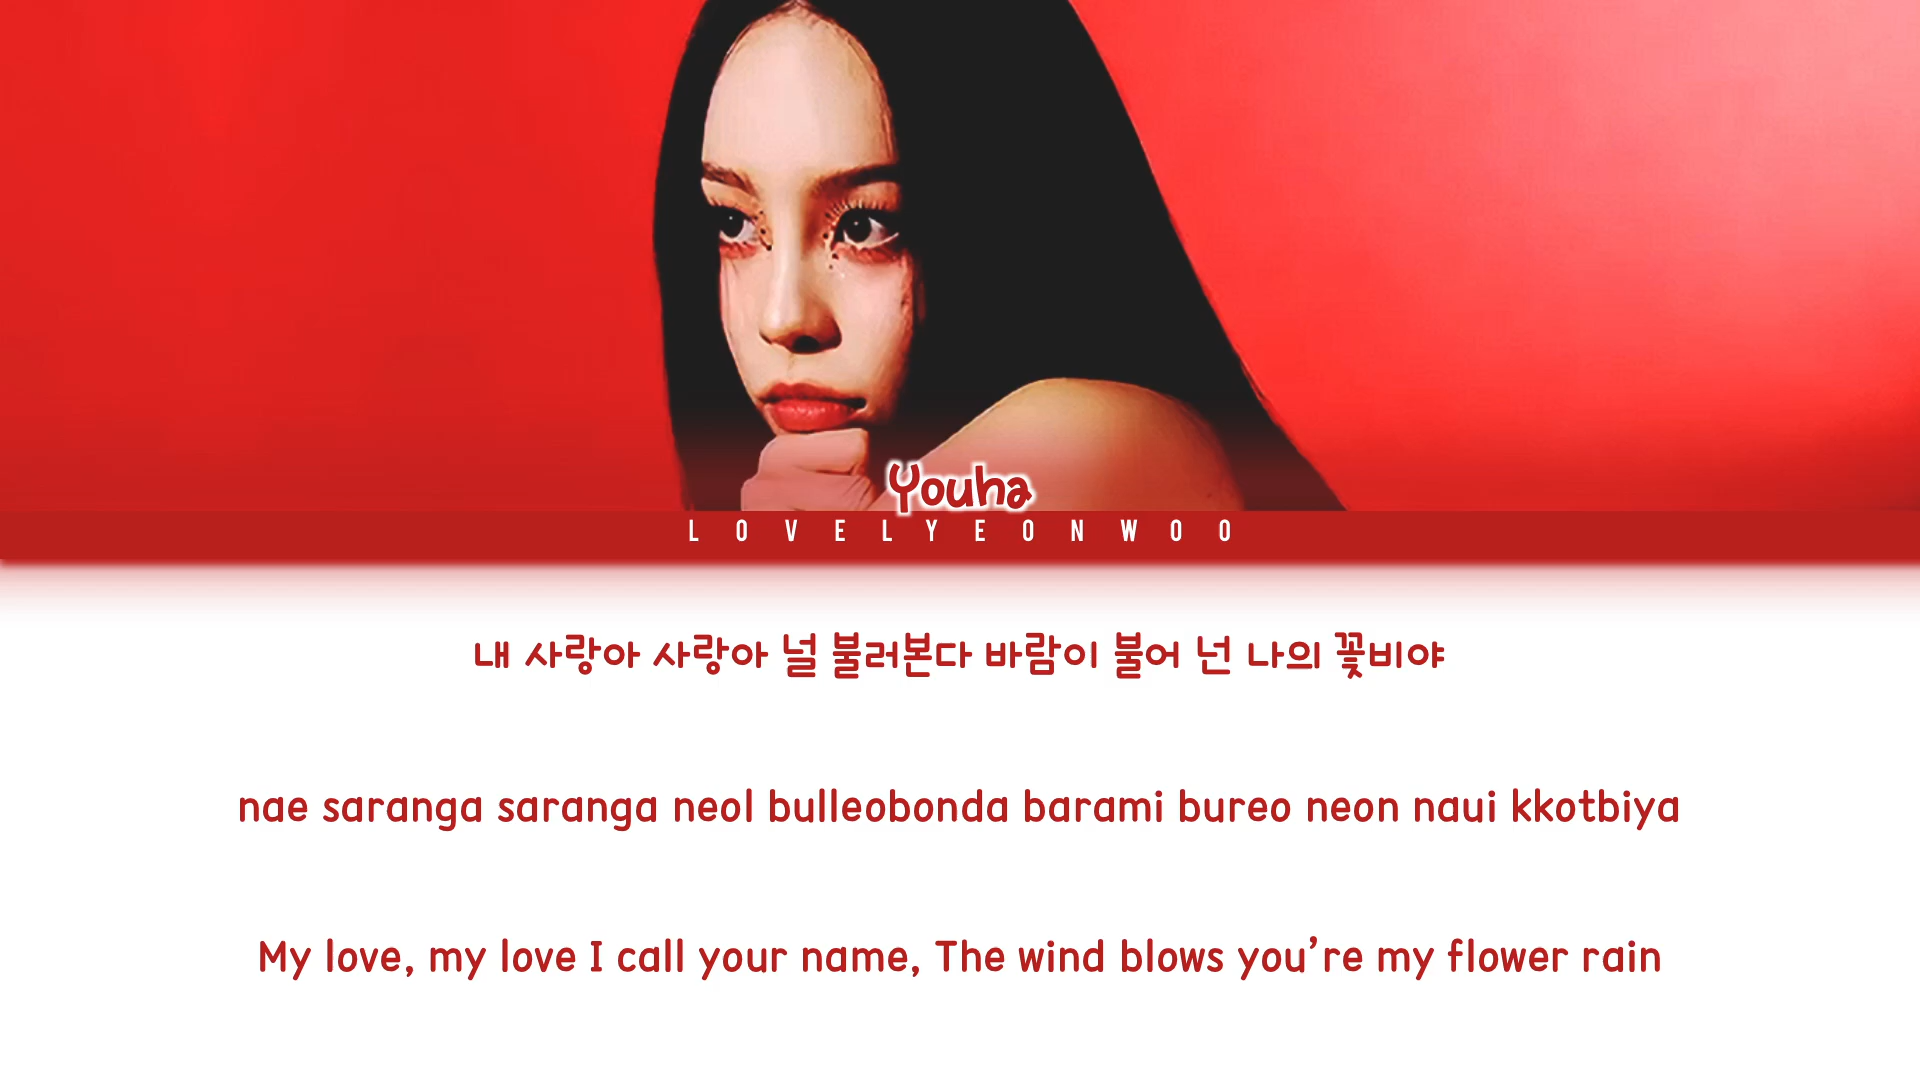 Youha
LOVELYEONWOO
내 사랑아 사랑아 널 불러본다 바람이 불어 넌 나의 꽃비야
nae saranga saranga neol bulleobonda barami bureo neon naui kkotbiya
My love, my love I call your name, The wind blows you’re my flower rain